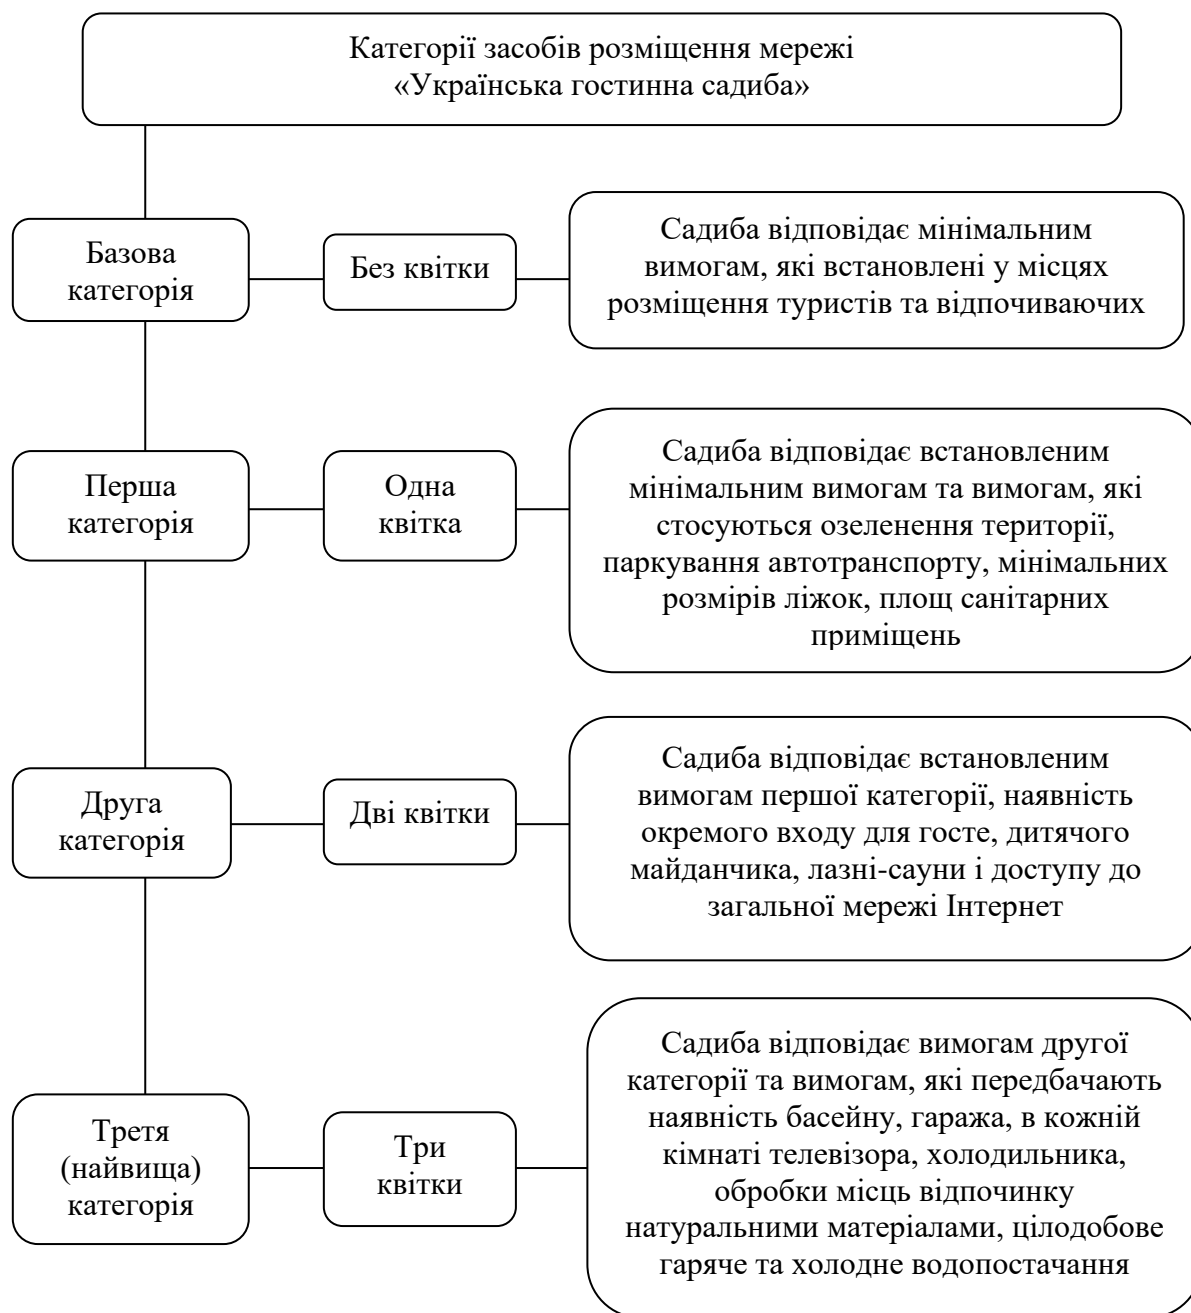 Категорії засобів розміщення мережі
«Українська гостинна садиба»
Базова
категорія
Без квітки
Садиба відповідає мінімальним
вимогам, які встановлені у місцях
розміщення туристів та відпочиваючих
Перша
категорія
Одна
квітка
Садиба відповідає встановленим
мінімальним вимогам та вимогам, які
стосуються озеленення території,
паркування автотранспорту, мінімальних
розмірів ліжок, площ санітарних
приміщень
Друга
категорія
Дві квітки
Садиба відповідає встановленим
вимогам першої категорії, наявність
окремого входу для госте, дитячого
майданчика, лазні-сауни і доступу до
загальної мережі Інтернет
Третя
(найвища)
категорія
Три
квітки
Садиба відповідає вимогам другої
категорії та вимогам, які передбачають
наявність басейну, гаража, в кожній
кімнаті телевізора, холодильника,
обробки місць відпочинку
натуральними матеріалами, цілодобове
гаряче та холодне водопостачання